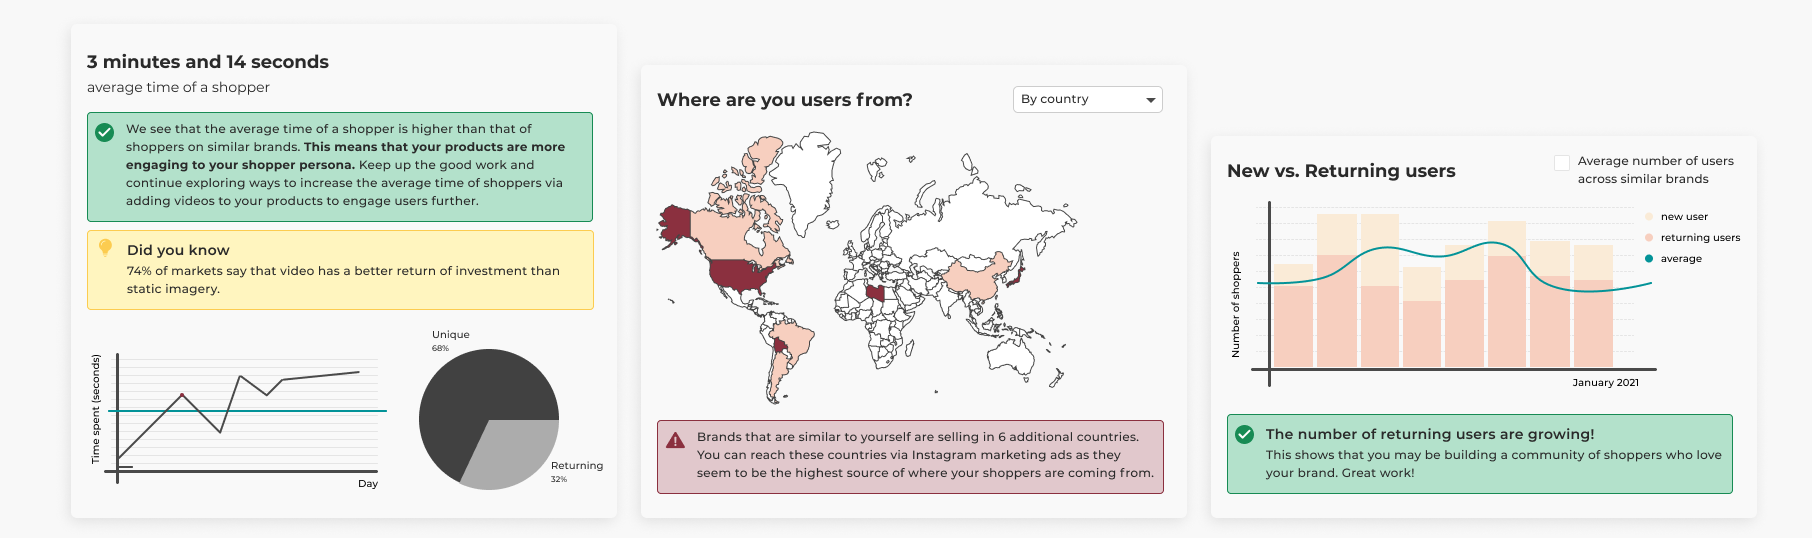 3 minutes and 14 seconds
average time of a shopper
We see that the average time of a shopper is higher than that of
shoppers on similar brands. This means that your products are more
engaging to your shopper persona. Keep up the good work and
continue exploring ways to increase the average time of shoppers via
adding videos to your products to engage users further.
Did you know
74% of markets say that video has a better return of investment than
static imagery.
Time spent (seconds)
Day
Unique
68%
Returning
32%
Where are you users from?
By country
Brands that are similar to yourself are selling in 6 additional countries.
You can reach these countries via Instagram marketing ads as they
seem to be the highest source of where your shoppers are coming from.
New vs. Returning users
Average number of users
across similar brands
Number of shoppers
new user
returning users
average
January 2021
The number of returning users are growing!
This shows that you may be building a community of shoppers who love
your brand. Great work!